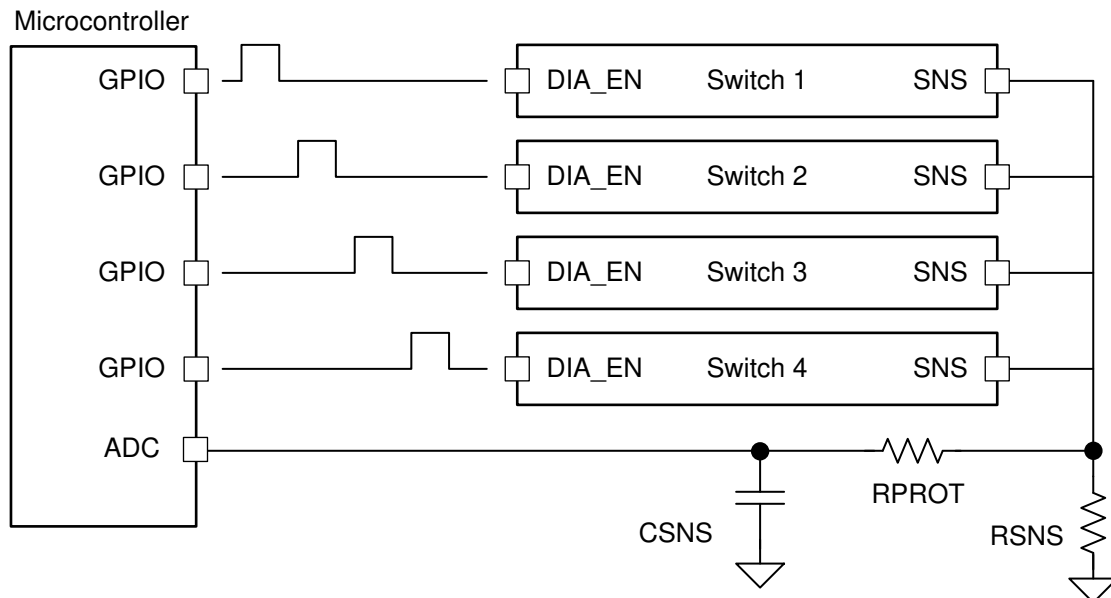 Microcontroller
GPIO DIA_EN Switch 1 SNS
GPIO DIA_EN Switch 2 SNS
GPIO DIA_EN Switch 3 SNS
GPIO DIA_EN Switch 4 SNS
ADC
RPROT
CSNS
RSNS